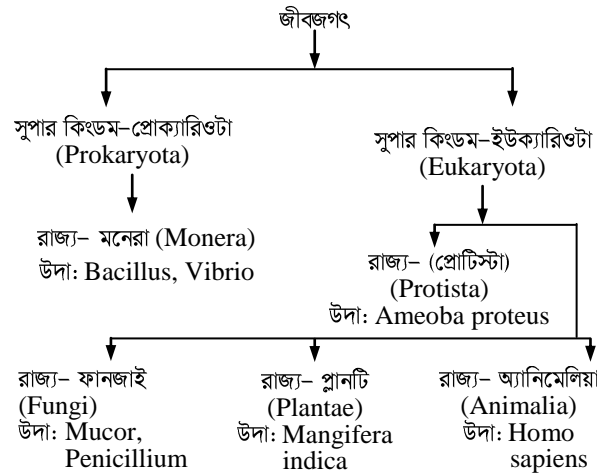 জীবজগৎ
সুপার কিংডম–প্রোক্যারিওটা
(Prokaryota)
সুপার কিংডম–ইউক্যারিওটা
(Eukaryota)
রাজ্য– মনেরা (Monera)
উদা: Bacillus, Vibrio
রাজ্য– (প্রোটিস্টা)
(Protista)
উদা: Ameoba proteus
রাজ্য– ফানজাই
(Fungi)
উদা: Mucor,
Penicillium
রাজ্য– প্লানটি
(Plantae)
উদা: Mangifera
indica
রাজ্য– অ্যানিমেলিয়া
(Animalia)
উদা: Homo
sapiens